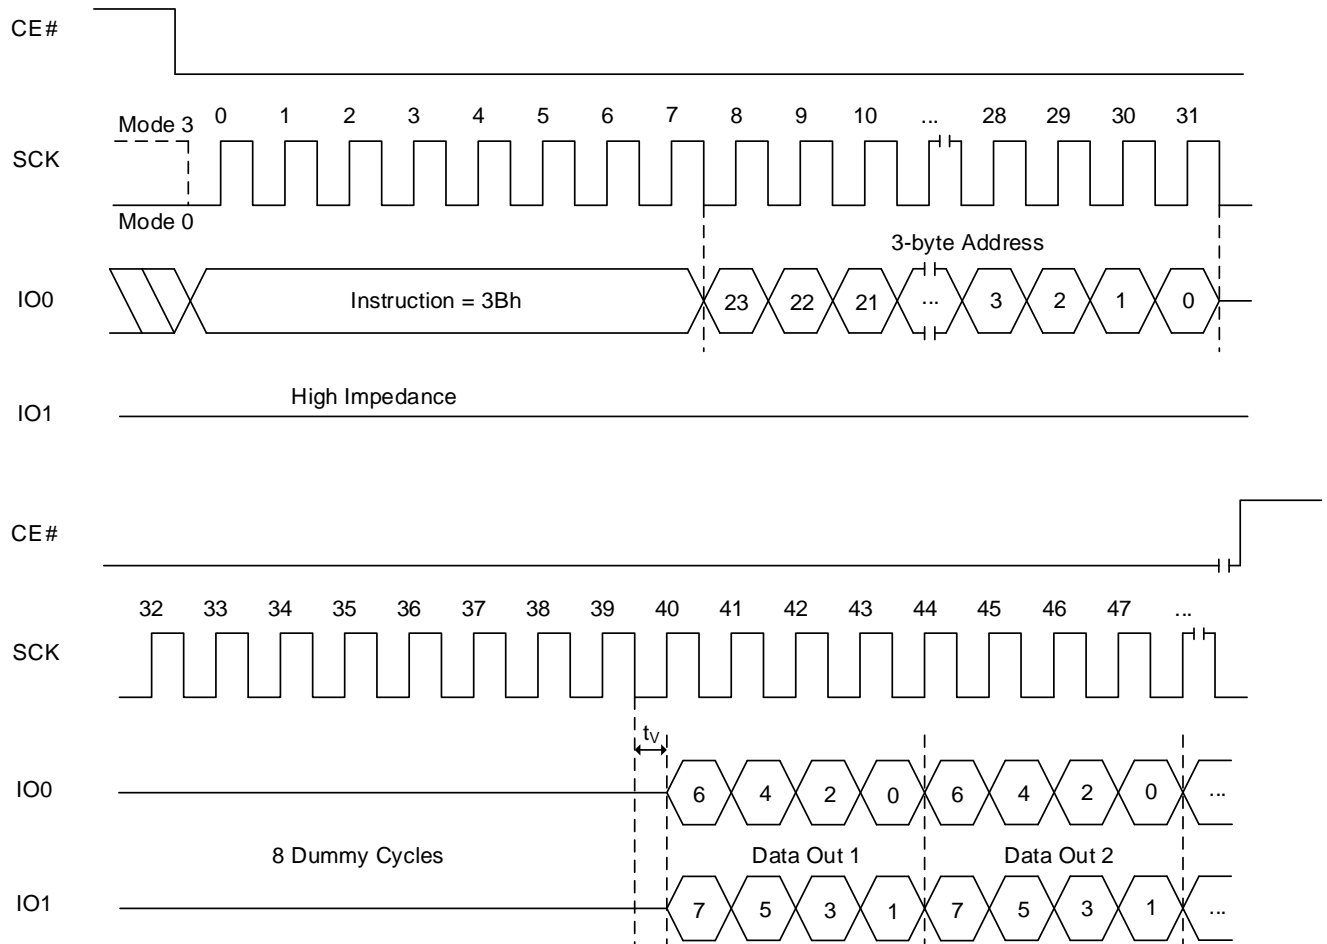 CE#
Mode 3 0 1 2 3 4 5 6 7 8 9 10 ... 28 29 30 31
SCK
Mode 0
3-byte Address
IO0 Instruction = 3Bh 23 22 21 ... 3 2 1 0
High Impedance
IO1
CE#
32 33 34 35 36 37 38 39 40 41 42 43 44 45 46 47 ...
SCK
tV
IO0 6 4 2 0 6 4 2 0 ...
8 Dummy Cycles Data Out 1 Data Out 2
IO1 7 5 3 1 7 5 3 1 ...